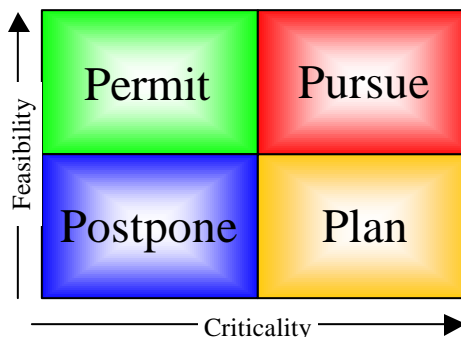 Permit
Pursue
Feasibility
Postpone
Plan
Criticality